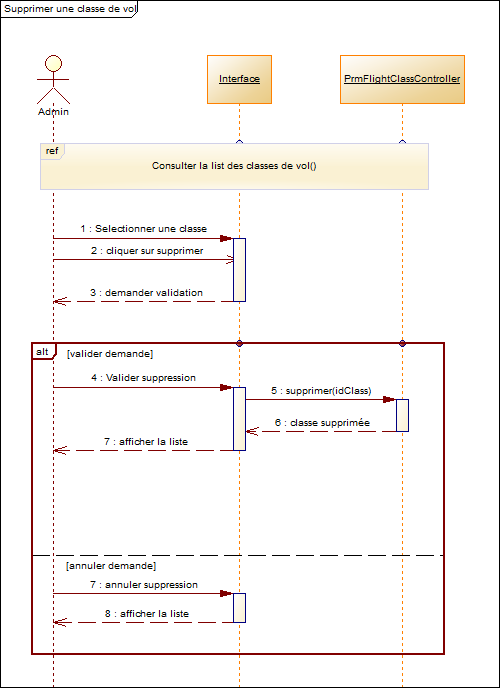 Supprimer une classe de vol
Admin
Interface
PrmFlightClassController
ref
Consulter la list des classes de vol()
1 : Selectionner une classe
2 : cliquer sur supprimer
3 : demander validation
alt
[valider demande]
4 : Valider suppression
5 : supprimer(idClass)
6 : classe supprimée
7 : afficher la liste
[annuler demande]
7 : annuler suppression
8 : afficher la liste